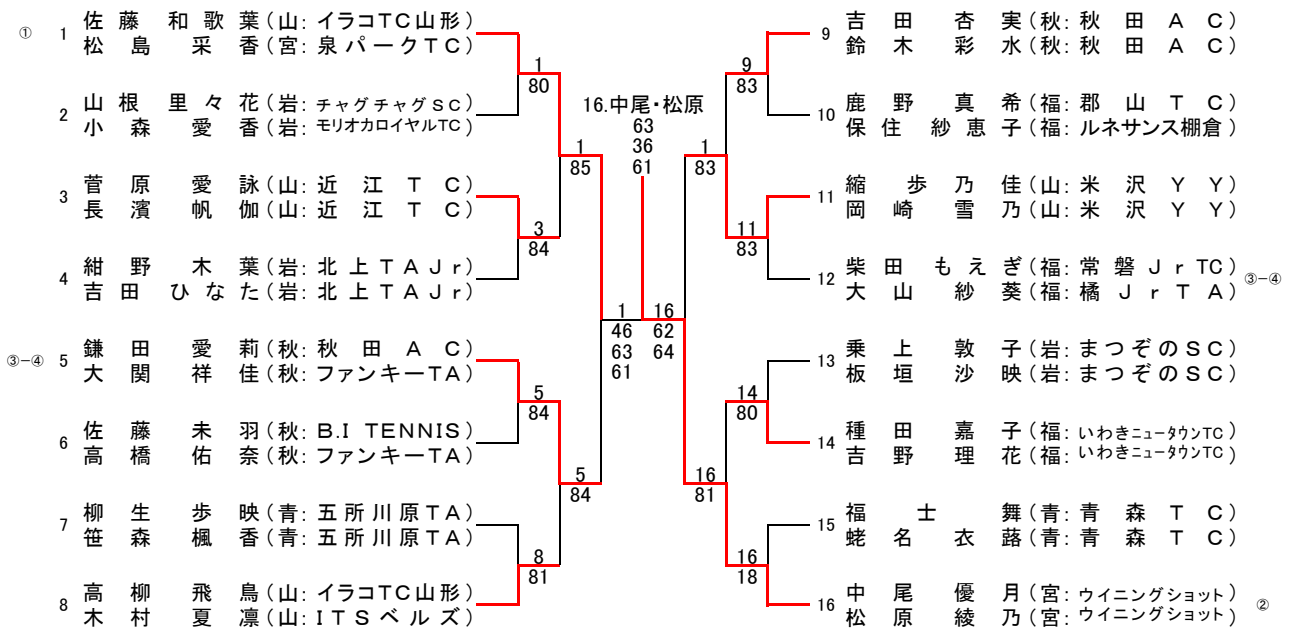 ① 1 佐藤和歌葉(山:イラコTC山形)
松島采香(宮:泉パークTC)
2 山根里々花(岩:チャグチャグSC)
小森愛香(岩:モリオカロイヤルTC)
3 菅原愛詠(山:近江TC)
長濱帆伽(山:近江TC)
4 紺野木葉(岩:北上TAJr)
吉田ひなた(岩:北上TAJr)
③-④ 5 鎌田愛莉(秋:秋田AC)
大関祥佳(秋:ファンキーTA)
6 佐藤未羽(秋:B.I TENNIS)
高橋佑奈(秋:ファンキーTA)
7 柳生歩映(青:五所川原TA)
笹森楓香(青:五所川原TA)
8 高柳飛鳥(山:イラコTC山形)
木村夏凛(山:ITSベルズ)
1
80
3
84
5
84
8
81
1
85
5
84
1
46
63
61
16.中尾・松原
63
36
61
16
62
64
1
83
16
81
9
83
11
83
14
80
16
18
9 吉田杏実(秋:秋田AC)
鈴木彩水(秋:秋田AC)
10 鹿野真希(福:郡山TC)
保住紗恵子(福:ルネサンス棚倉)
11 縮歩乃佳(山:米沢YY)
岡崎雪乃(山:米沢YY)
12 柴田もえぎ(福:常磐JrTC)
大山紗葵(福:橘JrTA) ③-④
13 乗上敦子(岩:まつぞのSC)
板垣沙映(岩:まつぞのSC)
14 種田嘉子(福:いわきニュータウンTC)
吉野理花(福:いわきニュータウンTC)
15 福士舞(青:青森TC)
蛯名衣蕗(青:青森TC)
16 中尾優月(宮:ウイニングショット)
松原綾乃(宮:ウイニングショット) ②